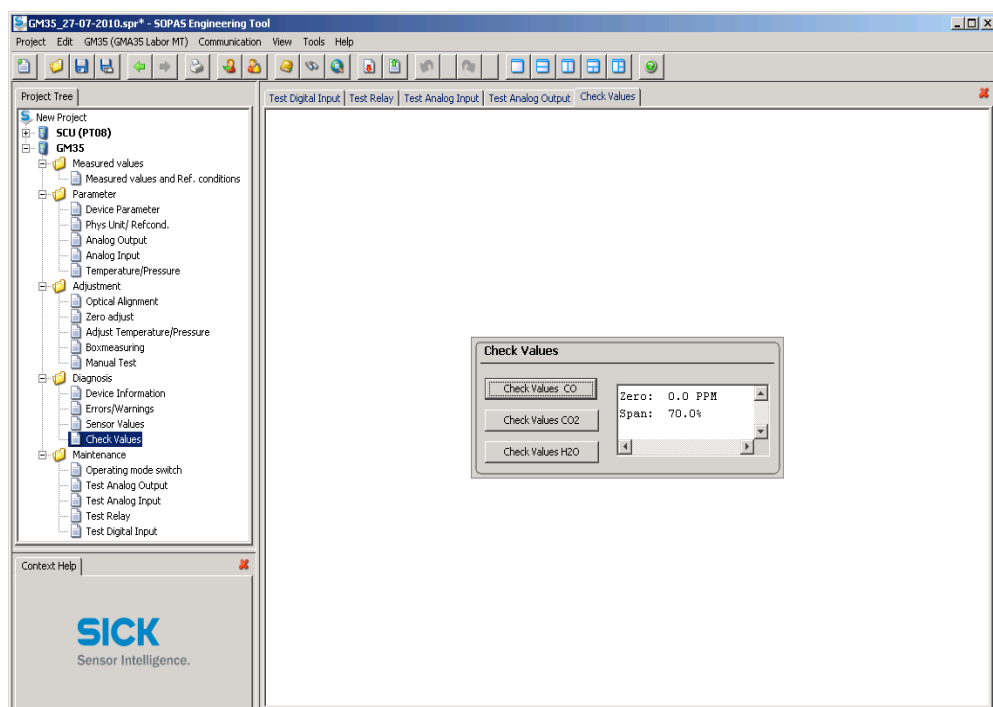 GM35_27-07-2010.spr* - SOPAS Engineering Tool
Project Edit GM35 (GMA35 Labor MT) Communication View Tools Help
Project Tree
New Project
SCU (PT08)
GM35
Measured values
Measured values and Ref. conditions
Parameter
Device Parameter
Phys Unit/ Refcond.
Analog Output
Analog Input
Temperature/Pressure
Adjustment
Optical Alignment
Zero adjust
Adjust Temperature/Pressure
Boxmeasuring
Manual Test
Diagnosis
Device Information
Errors/Warnings
Sensor Values
Check Values
Maintenance
Operating mode switch
Test Analog Output
Test Analog Input
Test Relay
Test Digital Input
Context Help
SICK
Sensor Intelligence.
Test Digital Input Test Relay Test Analog Input Test Analog Output Check Values
Check Values
Check Values CO
Check Values CO2
Check Values H2O
Zero: 0.0 PPM
Span: 70.0%